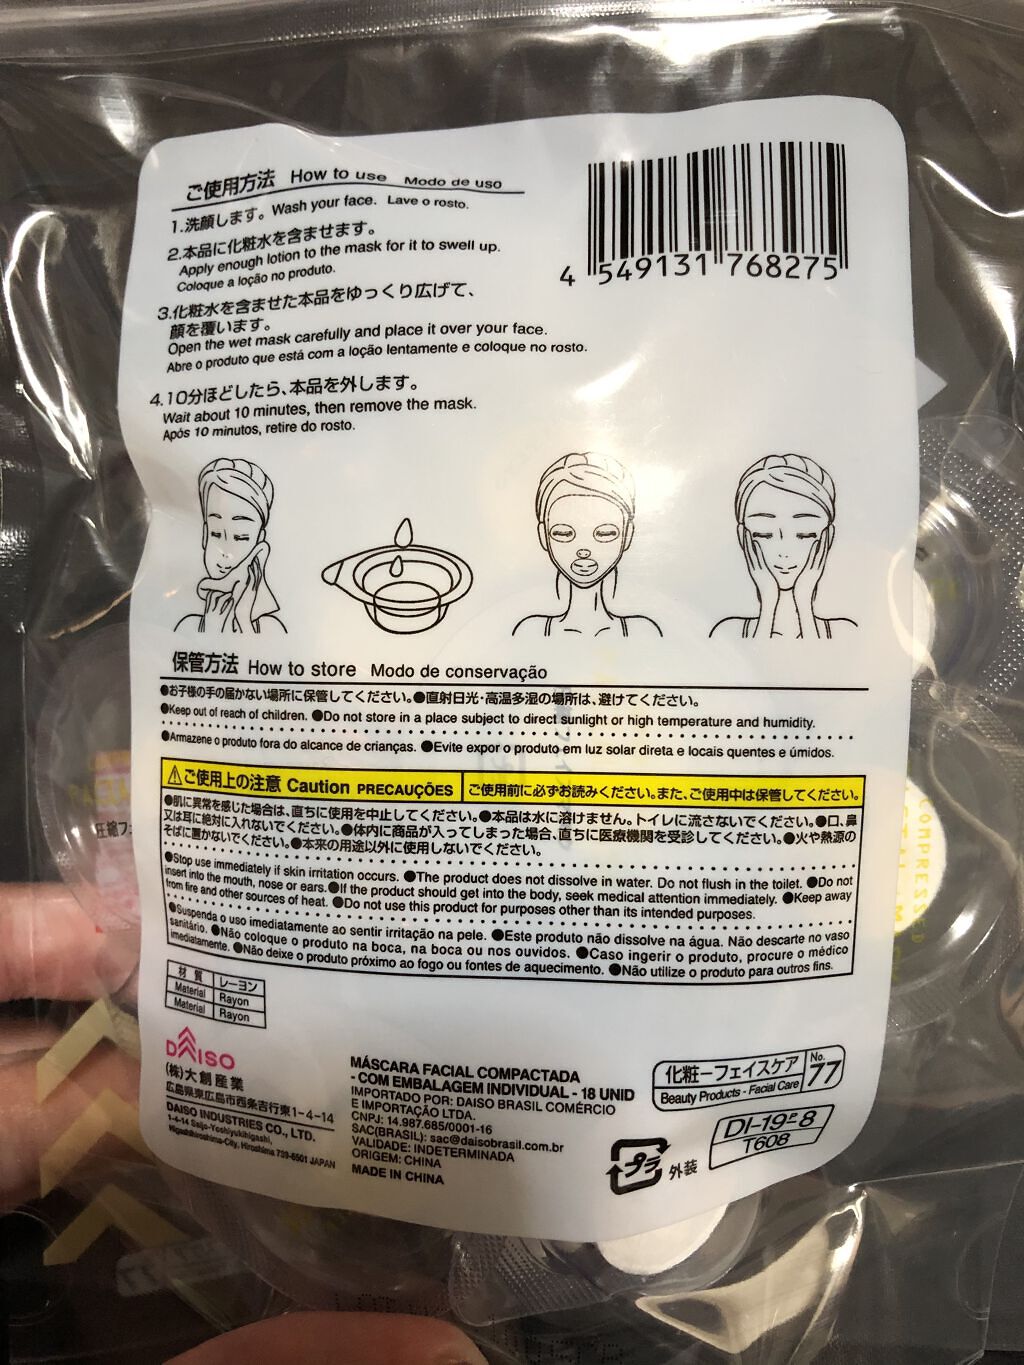 ご使用方法 How to use Modo de uso
1.洗顔します。Wash your face. Lave o rosto.
2.本品に化粧水を含ませます。
Apply enough lotion to the mask for it to swell up.
Coloque a loção no produto.
3.化粧水を含ませた本品をゆっくり広げて、
顔を覆います。
Open the wet mask carefully and place it over your face.
Abre o produto que está com a loção lentamente e coloque no rosto.
4.10分ほどしたら、本品を外します。
Wait about 10 minutes, then remove the mask.
Após 10 minutos, retire do rosto.
4 549131 768275
保管方法 How to store Modo de conservação
●お子様の手の届かない場所に保管してください。●直射日光・高温多湿の場所は、避けてください。
●Keep out of reach of children. ●Do not store in a place subject to direct sunlight or high temperature and humidity.
●Armazene o produto fora do alcance de crianças. ●Evite expor o produto em luz solar direta e locais quentes e úmidos.
⚠ご使用上の注意 Caution PRECAUÇÕES ご使用前に必ずお読みください。また、ご使用中は保管してください。
●肌に異常を感じた場合は、直ちに使用を中止してください。●本品は水に溶けません。トイレに流さないでください。●口、鼻
又は耳に絶対に入れないでください。●体内に商品が入ってしまった場合、直ちに医療機関を受診してください。●火や熱源の
そばに置かないでください。●本来の用途以外に使用しないでください。
●Stop use immediately if skin irritation occurs. ●The product does not dissolve in water. Do not flush in the toilet. ●Do not
insert into the mouth, nose or ears. ●If the product should get into the body, seek medical attention immediately. ●Keep away
from fire and other sources of heat. ●Do not use this product for purposes other than its intended purposes.
●Suspenda o uso imediatamente ao sentir irritação na pele. ●Este produto não dissolve na água. Não descarte no vaso
sanitário. ●Não coloque o produto na boca, na boca ou nos ouvidos. ●Caso ingerir o produto, procure o médico
imediatamente. ●Não deixe o produto próximo ao fogo ou fontes de aquecimento. ●Não utilize o produto para outros fins.
材質 レーヨン
Material Rayon
Material Rayon
DAISO
(株)大創産業
広島県東広島市西条吉行東1-4-14
DAISO INDUSTRIES CO., LTD.
1-4-14 Saijo-Yoshiyukihigashi,
Higashihiroshima-City, Hiroshima 739-8501 JAPAN
MÁSCARA FACIAL COMPACTADA
- COM EMBALAGEM INDIVIDUAL - 18 UNID
IMPORTADO POR: DAISO BRASIL COMÉRCIO
E IMPORTAÇÃO LTDA.
CNPJ: 14.987.685/0001-16
SAC(BRASIL): sac@daisobrasil.com.br
VALIDADE: INDETERMINADA
ORIGEM: CHINA
MADE IN CHINA
化粧ーフェイスケア No. 77
Beauty Products - Facial Care
DI-19-P-8
T608
プラ 外装
圧縮フェ
COMPRESSED